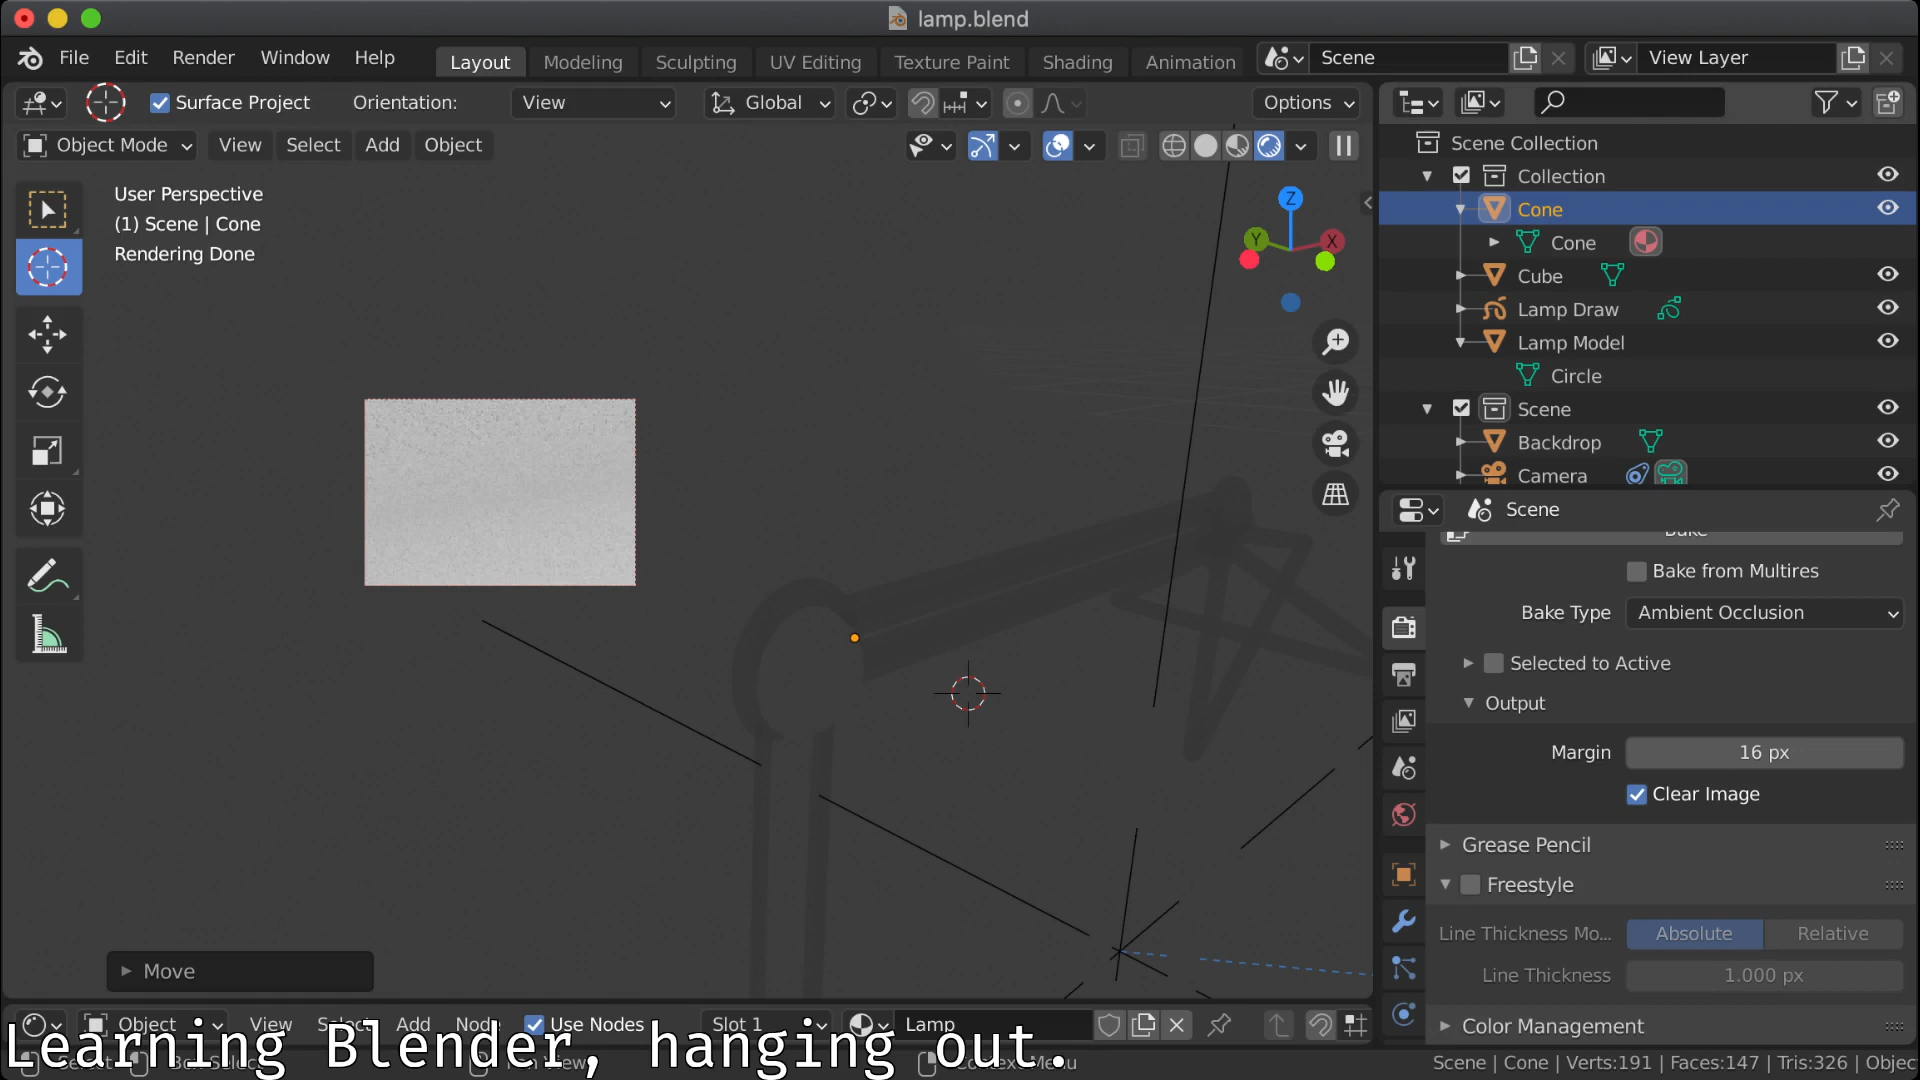 lamp.blend
File Edit Render Window Help Layout Modeling Sculpting UV Editing Texture Paint Shading Animation Scene View Layer
Surface Project Orientation: View Global Options
Object Mode View Select Add Object
User Perspective
(1) Scene | Cone
Rendering Done
Z
Y
X
Move
Scene Collection
Collection
Cone
Cone
Cube
Lamp Draw
Lamp Model
Circle
Scene
Backdrop
Camera
Scene
Bake
Bake from Multires
Bake Type Ambient Occlusion
Selected to Active
Output
Margin 16 px
Clear Image
Grease Pencil
Freestyle
Line Thickness Mo... Absolute Relative
Line Thickness 1.000 px
Color Management
Object View Select Add Node Use Nodes Slot 1 Lamp
Learning Blender, hanging out.
Scene | Cone | Verts:191 | Faces:147 | Tris:326 | Objec